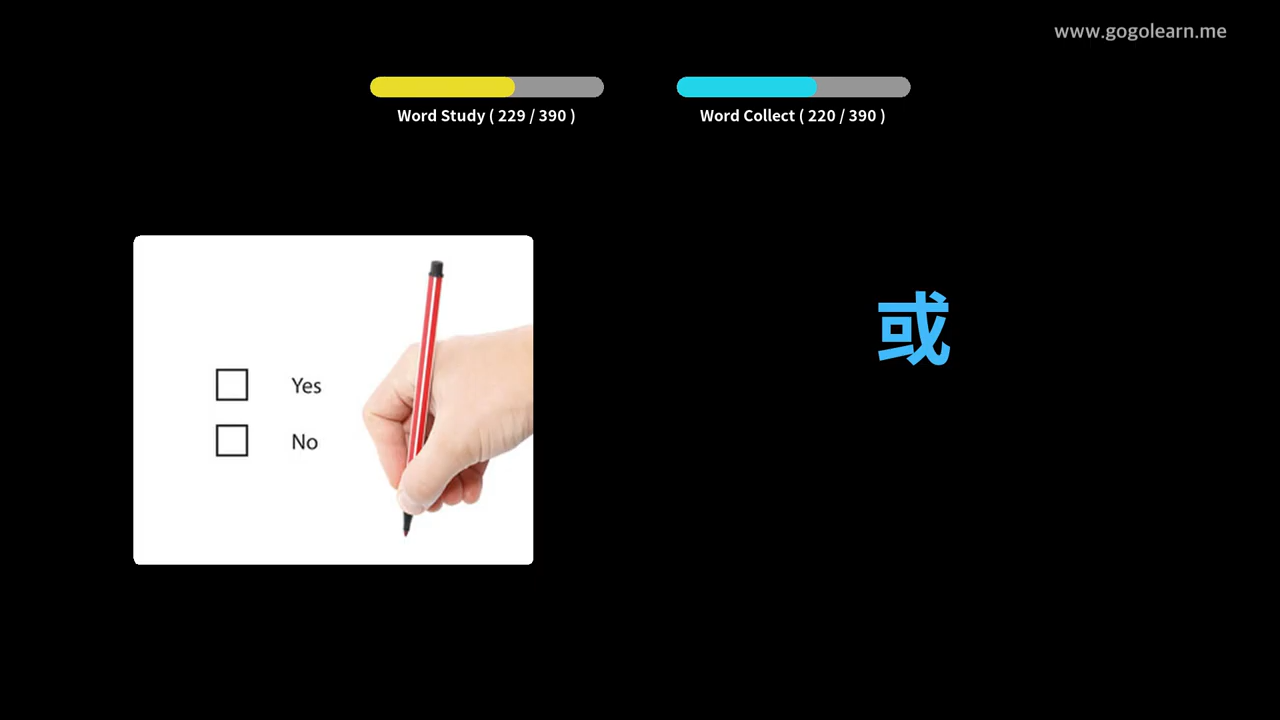 www.gogolearn.me
Word Study ( 229 / 390 )
Word Collect ( 220 / 390 )
或
Yes
No